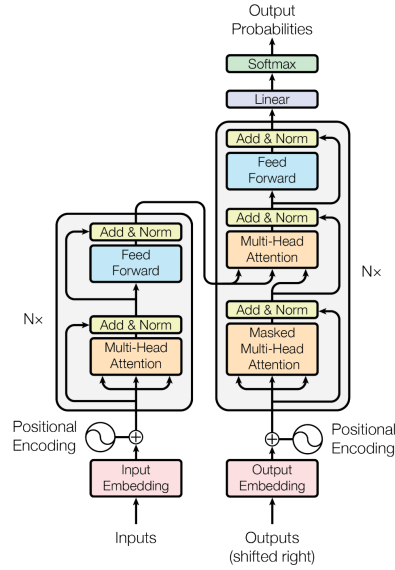 Output
Probabilities
Softmax
Linear
Add & Norm
Feed
Forward
Add & Norm
Multi-Head
Attention
Add & Norm
Masked
Multi-Head
Attention
Nx
Add & Norm
Feed
Forward
Add & Norm
Multi-Head
Attention
Nx
Positional
Encoding
Positional
Encoding
Input
Embedding
Output
Embedding
Inputs
Outputs
(shifted right)